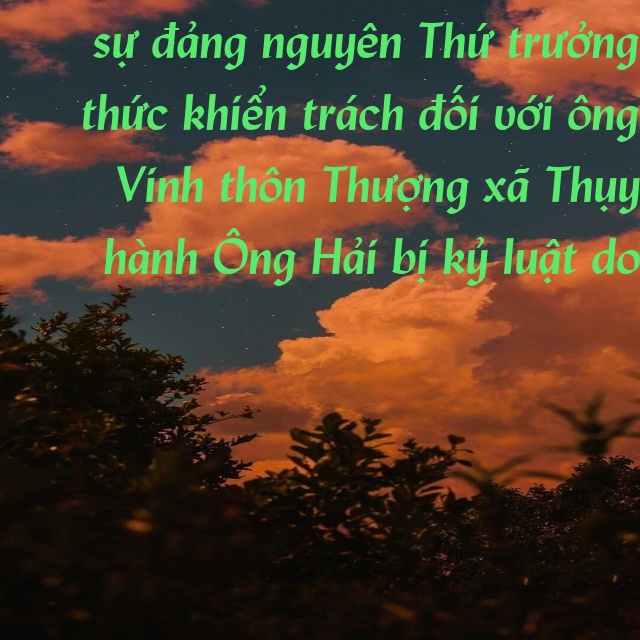 sự đảng nguyên Thứ trưởng
thức khiển trách đối với ông
Vinh thôn Thượng xã Thụy
hành Ông Hải bị kỷ luật do